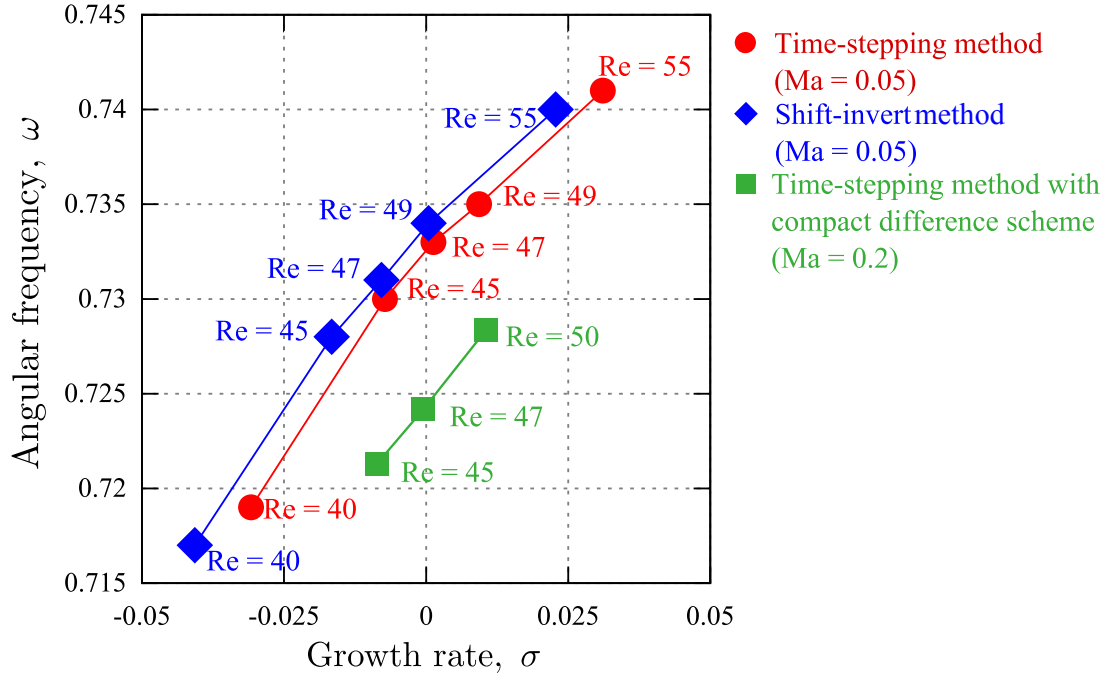 0.745
0.74
0.735
0.73
0.725
0.72
0.715
-0.05
-0.025
0
0.025
0.05
Angular frequency, ω
Growth rate, σ
Re = 55
Re = 55
Re = 49
Re = 49
Re = 47
Re = 47
Re = 45
Re = 45
Re = 50
Re = 47
Re = 45
Re = 40
Re = 40
Time-stepping method
(Ma = 0.05)
Shift-invert method
(Ma = 0.05)
Time-stepping method with
compact difference scheme
(Ma = 0.2)